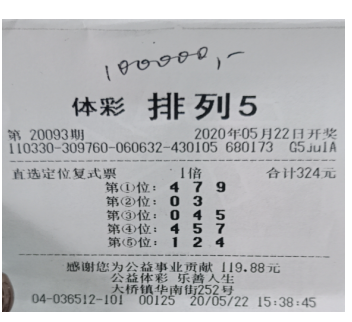 100000,-
体彩 排列5
第 20093期 2020年05月22日开奖
110330-309760-060632-430105 680173 G5JulA
直选定位复式票 1倍 合计324元
第①位: 4 7 9
第②位: 0 3
第③位: 0 4 5
第④位: 4 5 7
第⑤位: 1 2 4
感谢您为公益事业贡献 119.88元
公益体彩 乐善人生
大桥镇华南街252号
04-036512-101 00125 20/05/22 15:38:45